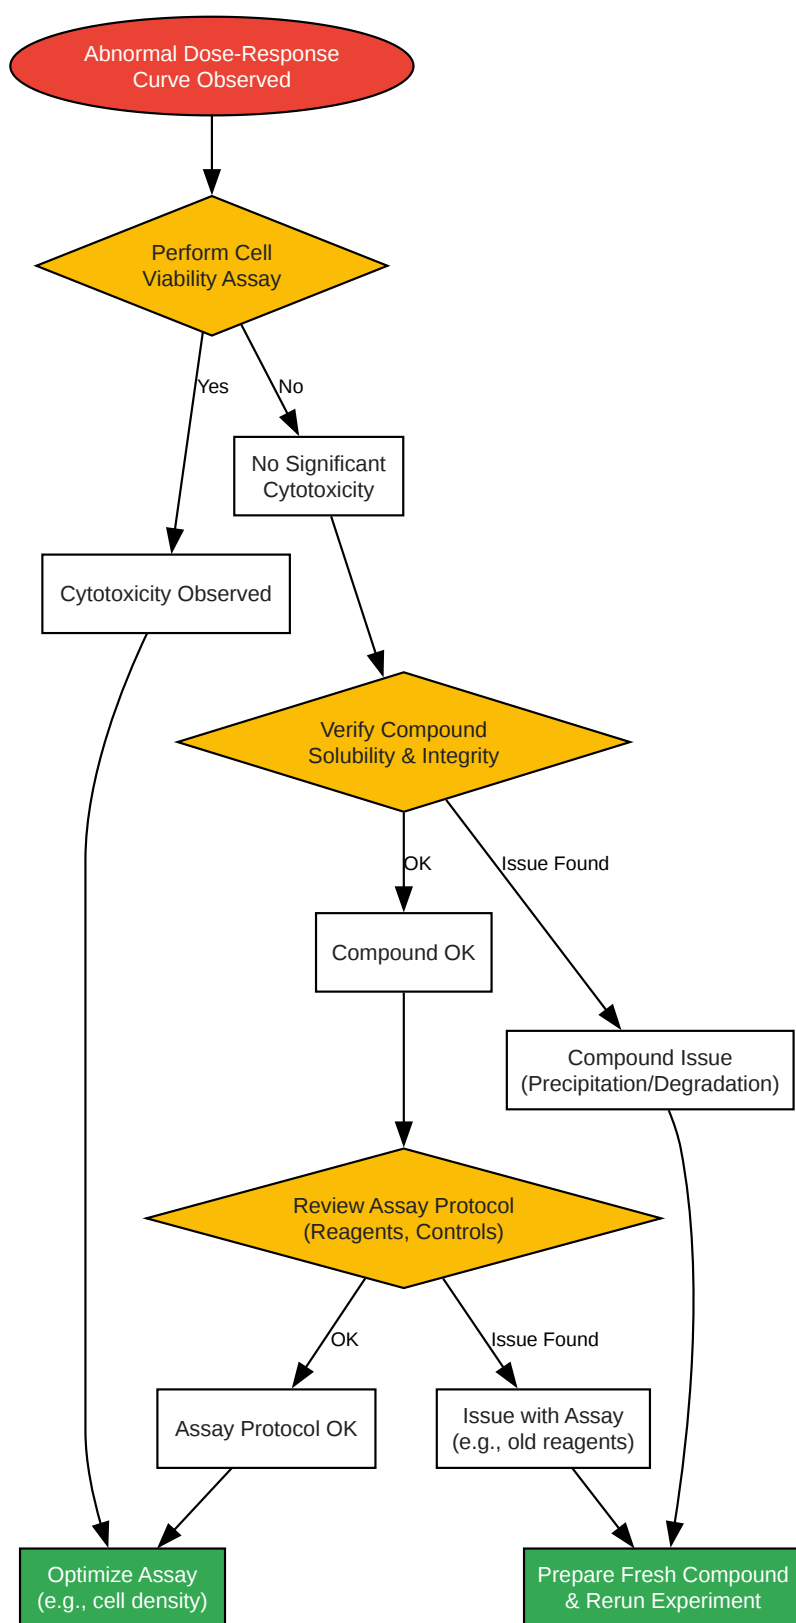 Abnormal Dose-Response
Curve Observed
Perform Cell
Viability Assay
Yes
No
No Significant
Cytotoxicity
Cytotoxicity Observed
Verify Compound
Solubility & Integrity
OK
Issue Found
Compound OK
Compound Issue
(Precipitation/Degradation)
Review Assay Protocol
(Reagents, Controls)
OK
Issue Found
Assay Protocol OK
Issue with Assay
(e.g., old reagents)
Optimize Assay
(e.g., cell density)
Prepare Fresh Compound
& Rerun Experiment